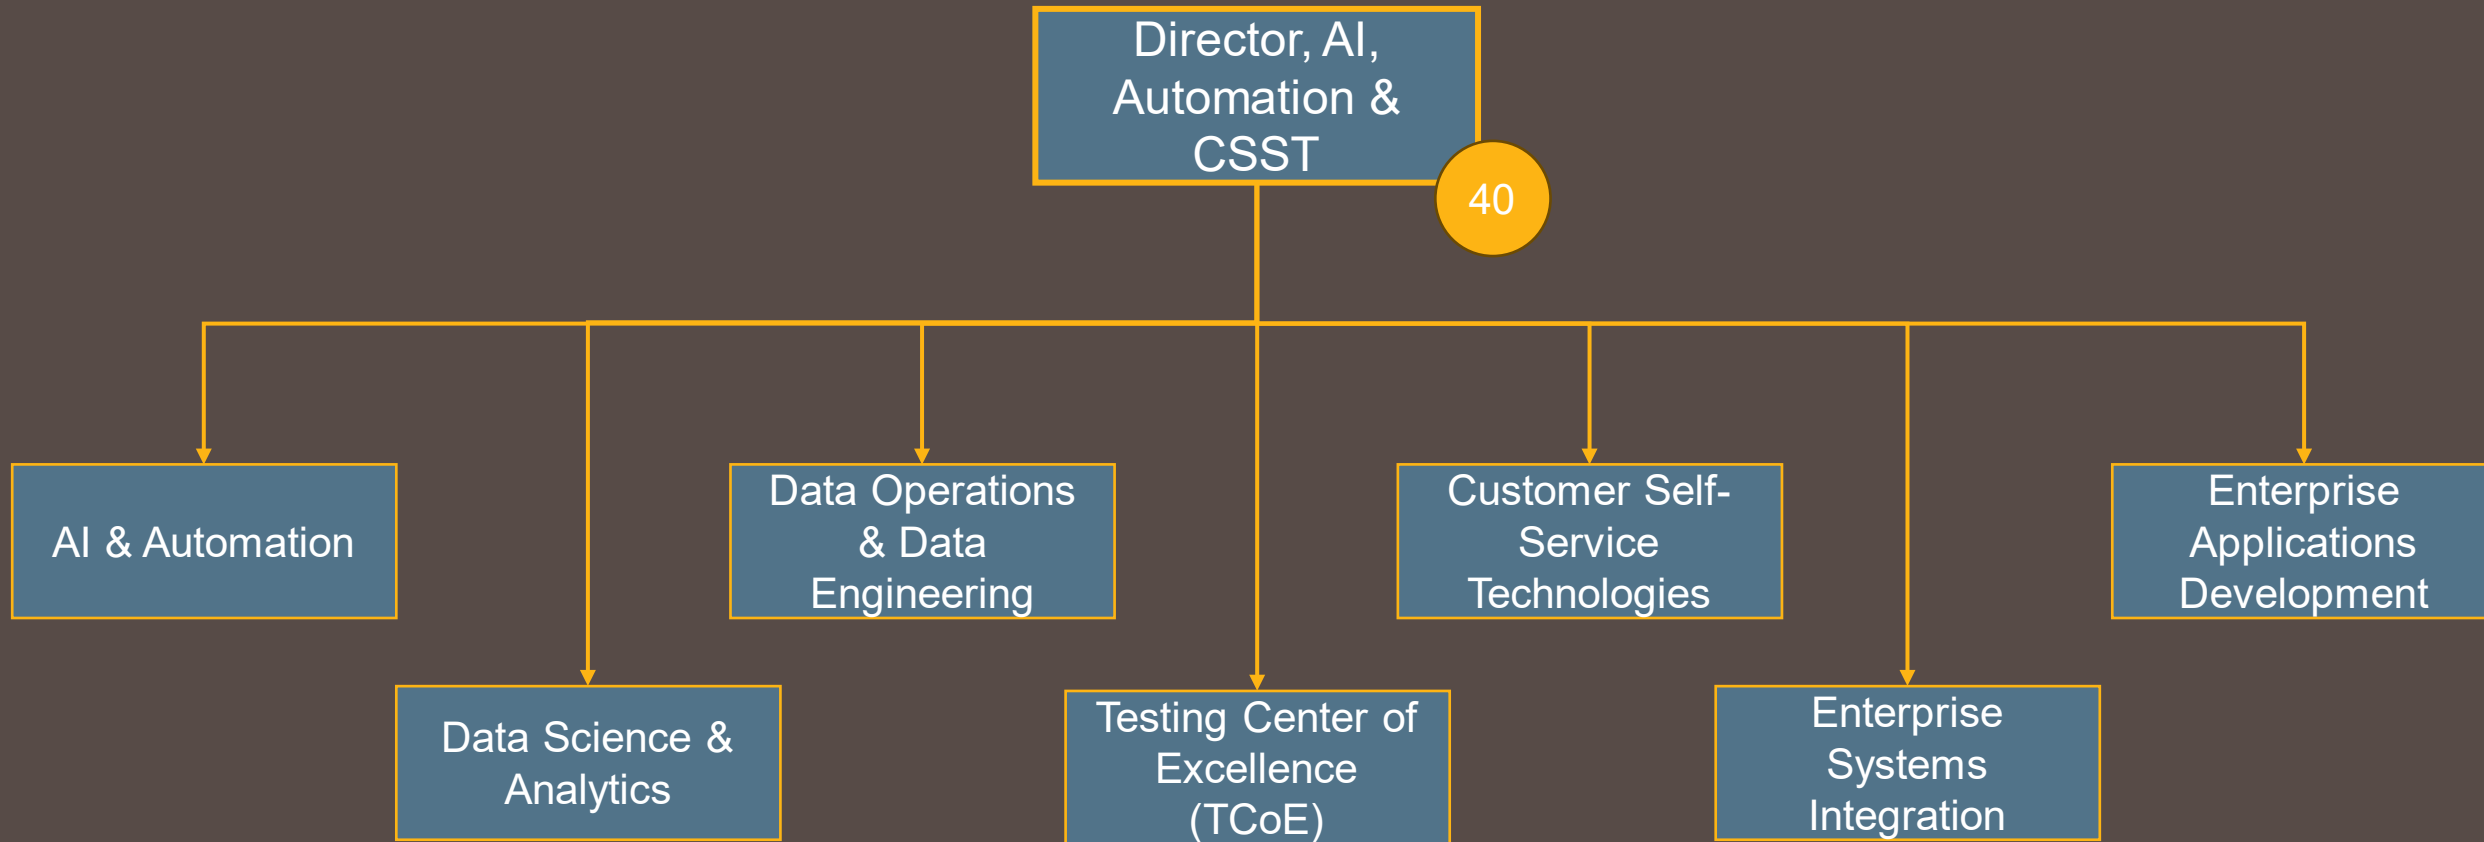 Director, AI,
Automation &
CSST
40
AI & Automation
Data Operations
& Data
Engineering
Customer Self-
Service
Technologies
Enterprise
Applications
Development
Data Science &
Analytics
Testing Center of
Excellence
(TCoE)
Enterprise
Systems
Integration